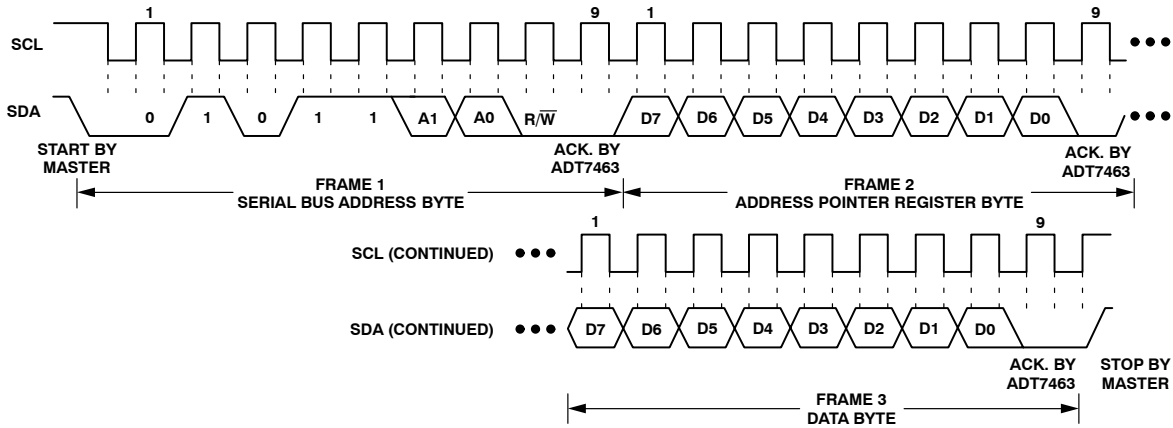 1 9 1 9
SCL
SDA 0 1 0 1 1 A1 A0 R/W D7 D6 D5 D4 D3 D2 D1 D0
START BY
MASTER
ACK. BY
ADT7463
ACK. BY
ADT7463
FRAME 1
SERIAL BUS ADDRESS BYTE
FRAME 2
ADDRESS POINTER REGISTER BYTE
1 9
SCL (CONTINUED)
SDA (CONTINUED) D7 D6 D5 D4 D3 D2 D1 D0
ACK. BY
ADT7463
STOP BY
MASTER
FRAME 3
DATA BYTE